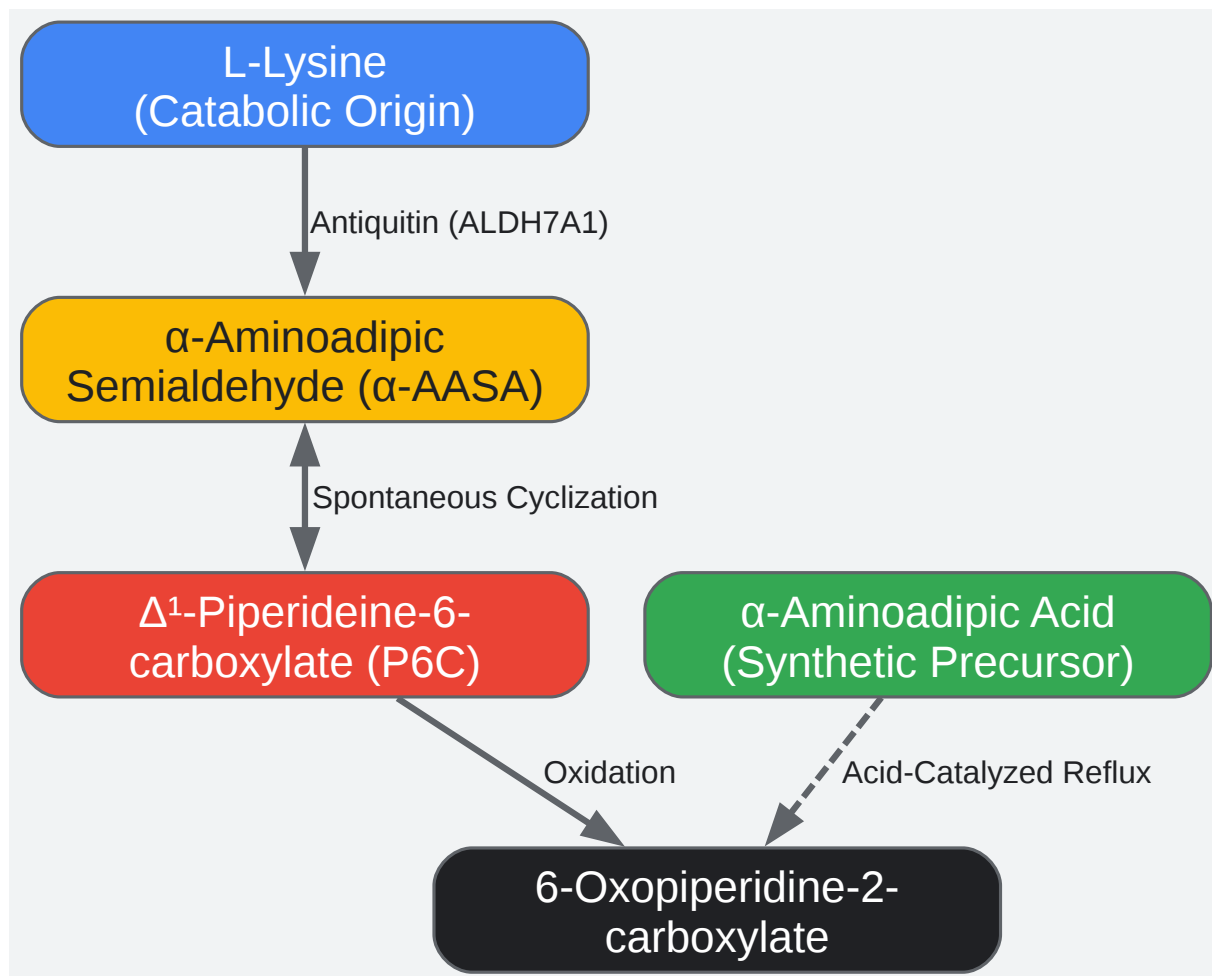 L-Lysine
(Catabolic Origin)
Antiquitin (ALDH7A1)
α-Aminoadipic
Semialdehyde (α-AASA)
Spontaneous Cyclization
Δ¹-Piperideine-6-
carboxylate (P6C)
α-Aminoadipic Acid
(Synthetic Precursor)
Oxidation
Acid-Catalyzed Reflux
6-Oxopiperidine-2-
carboxylate